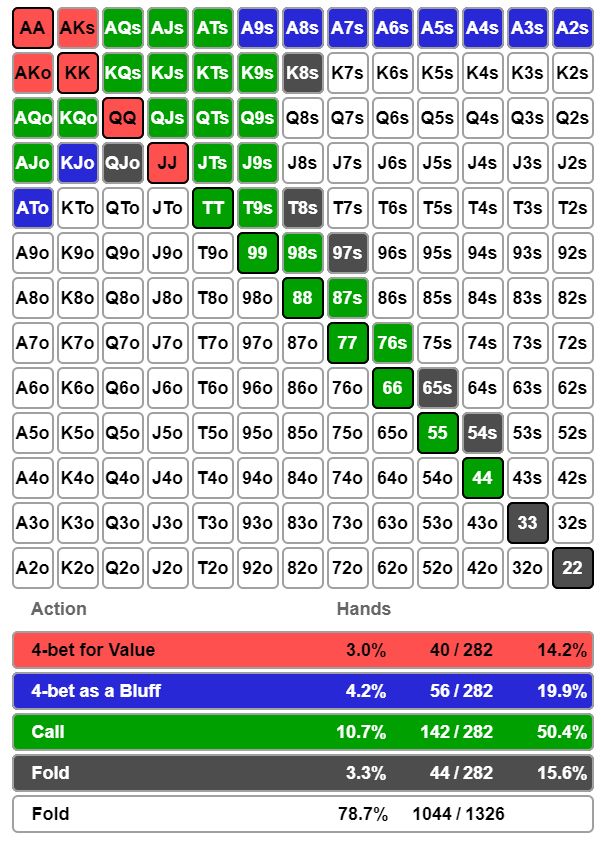 AA AKs AQs AJs ATs A9s A8s A7s A6s A5s A4s A3s A2s
AKo KK KQs KJs KTs K9s K8s K7s K6s K5s K4s K3s K2s
AQo KQo QQ QJs QTs Q9s Q8s Q7s Q6s Q5s Q4s Q3s Q2s
AJo KJo QJo JJ JTs J9s J8s J7s J6s J5s J4s J3s J2s
ATo KTo QTo JTo TT T9s T8s T7s T6s T5s T4s T3s T2s
A9o K9o Q9o J9o T9o 99 98s 97s 96s 95s 94s 93s 92s
A8o K8o Q8o J8o T8o 98o 88 87s 86s 85s 84s 83s 82s
A7o K7o Q7o J7o T7o 97o 87o 77 76s 75s 74s 73s 72s
A6o K6o Q6o J6o T6o 96o 86o 76o 66 65s 64s 63s 62s
A5o K5o Q5o J5o T5o 95o 85o 75o 65o 55 54s 53s 52s
A4o K4o Q4o J4o T4o 94o 84o 74o 64o 54o 44 43s 42s
A3o K3o Q3o J3o T3o 93o 83o 73o 63o 53o 43o 33 32s
A2o K2o Q2o J2o T2o 92o 82o 72o 62o 52o 42o 32o 22
Action Hands
4-bet for Value 3.0% 40 / 282 14.2%
4-bet as a Bluff 4.2% 56 / 282 19.9%
Call 10.7% 142 / 282 50.4%
Fold 3.3% 44 / 282 15.6%
Fold 78.7% 1044 / 1326